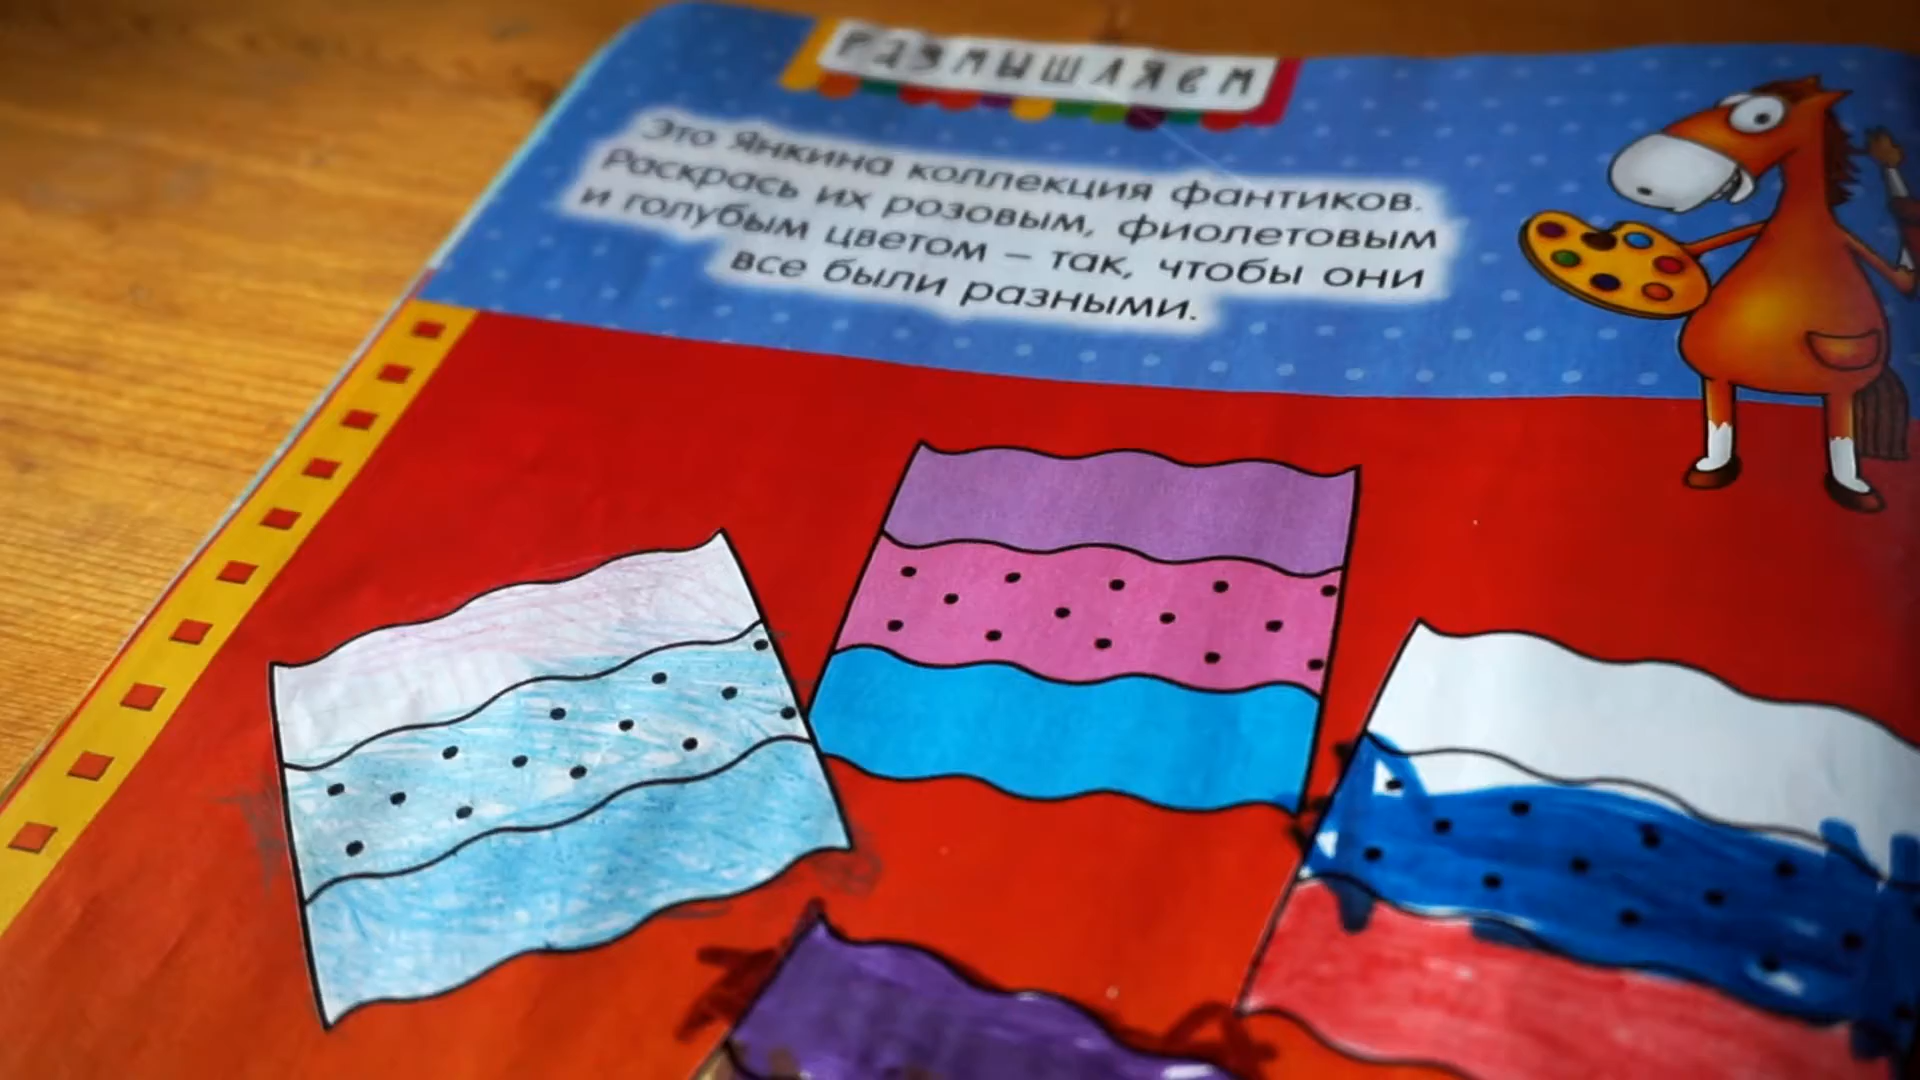 РАЗМЫШЛЯЕМ
Это Янкина коллекция фантиков.
Раскрась их розовым, фиолетовым
и голубым цветом – так, чтобы они
все были разными.